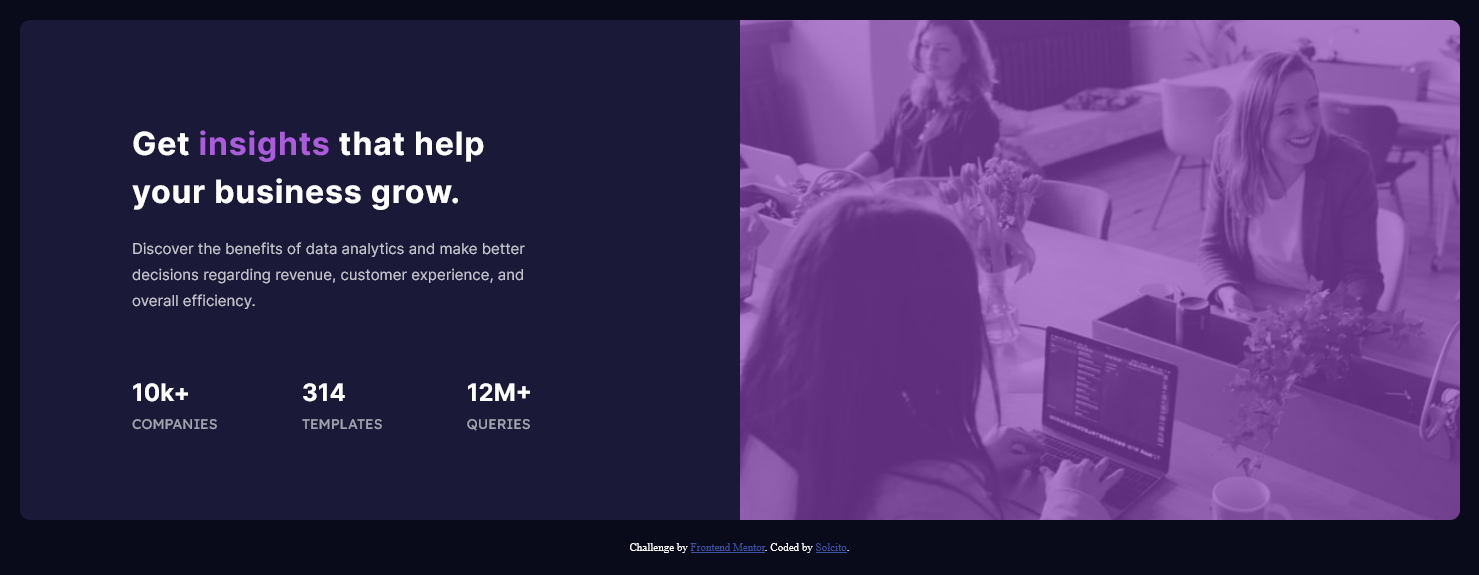 Get insights that help
your business grow.
Discover the benefits of data analytics and make better
decisions regarding revenue, customer experience, and
overall efficiency.
10k+ 314 12M+
COMPANIES TEMPLATES QUERIES
Challenge by Frontend Mentor. Coded by Solcito.